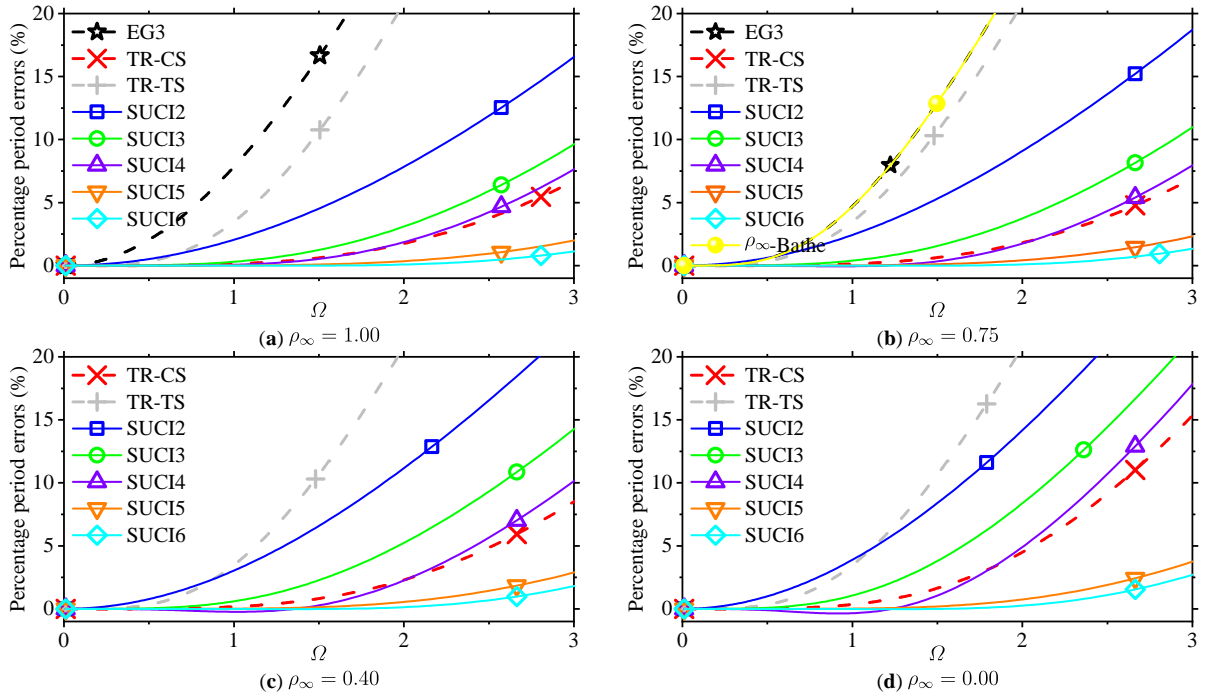 Percentage period errors (%)
20
15
10
5
0
EG3
TR-CS
TR-TS
SUCI2
SUCI3
SUCI4
SUCI5
SUCI6
0 1 2 3
Ω
(a) ρ∞ = 1.00
Percentage period errors (%)
20
15
10
5
0
EG3
TR-CS
TR-TS
SUCI2
SUCI3
SUCI4
SUCI5
SUCI6
ρ∞-Bathe
0 1 2 3
Ω
(b) ρ∞ = 0.75
Percentage period errors (%)
20
15
10
5
0
TR-CS
TR-TS
SUCI2
SUCI3
SUCI4
SUCI5
SUCI6
0 1 2 3
Ω
(c) ρ∞ = 0.40
Percentage period errors (%)
20
15
10
5
0
TR-CS
TR-TS
SUCI2
SUCI3
SUCI4
SUCI5
SUCI6
0 1 2 3
Ω
(d) ρ∞ = 0.00